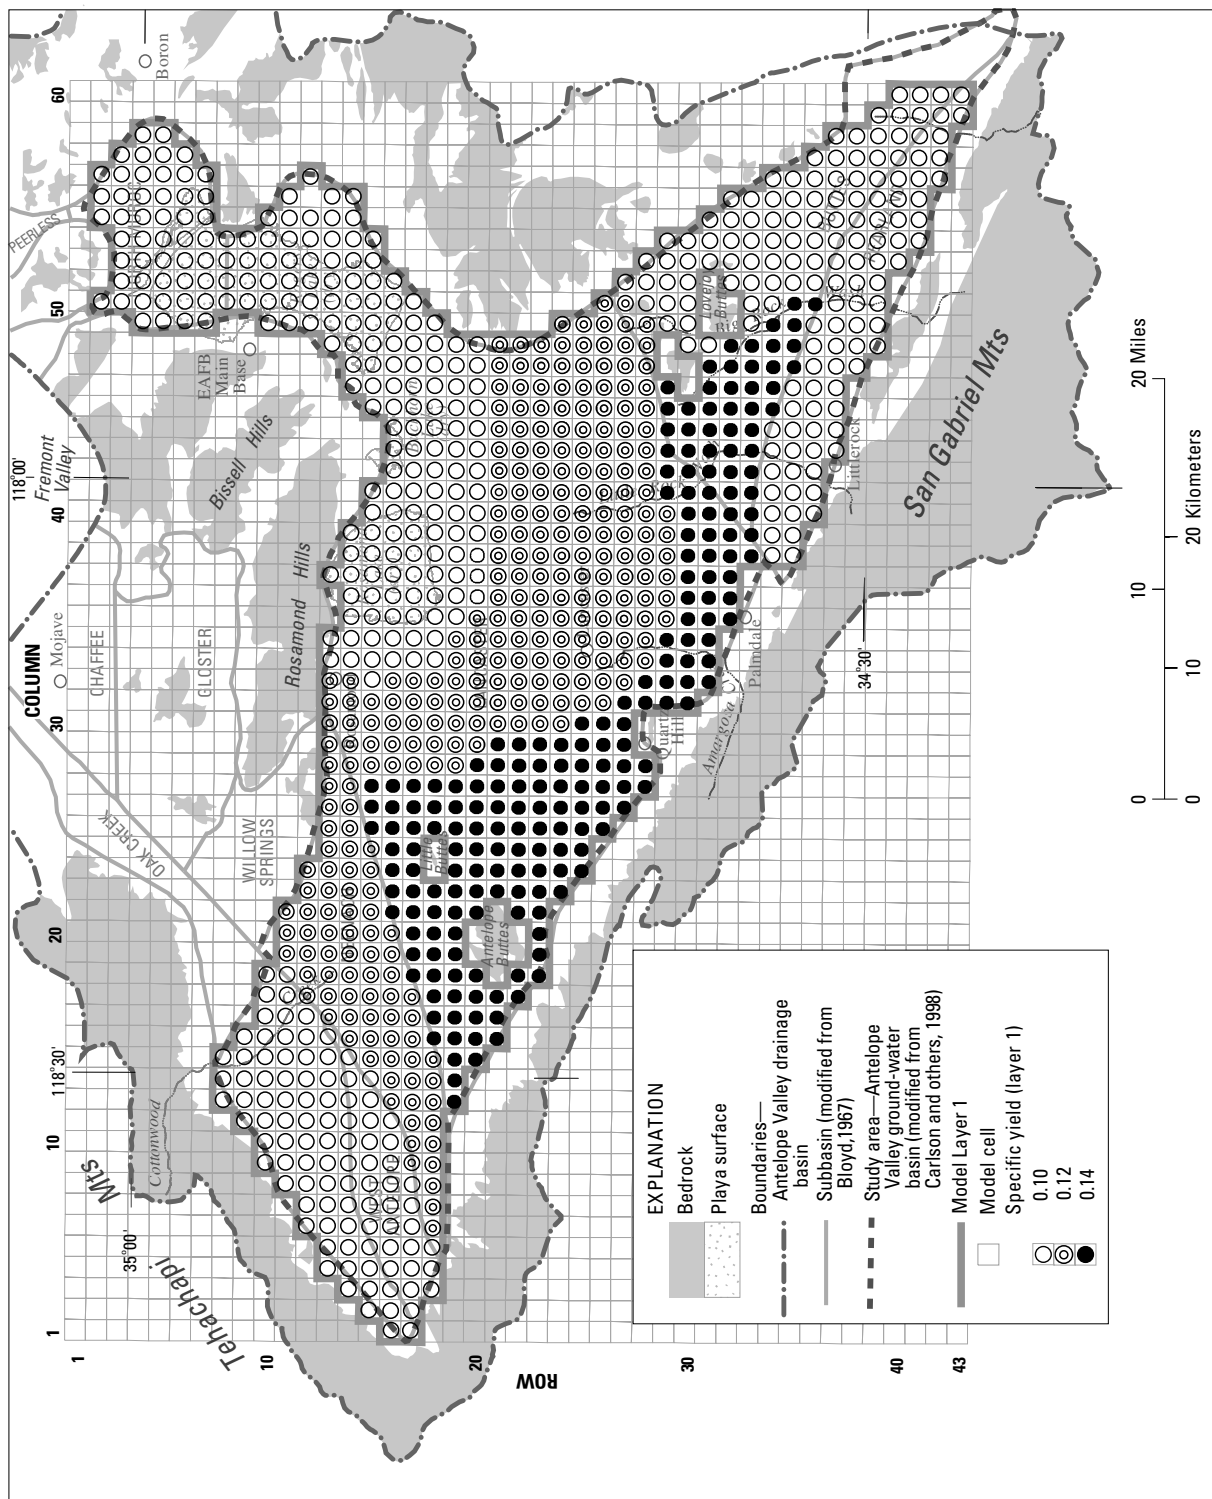 COLUMN
1
10
20
30
40
50
60
ROW
1
10
20
30
40
43
118°30'
118°00'
35°00'
34°30'
Tehachapi
Mts
Cottonwood
OAK CREEK
Mojave
CHAFFEE
GLOSTER
WILLOW
SPRINGS
Fremont
Valley
Bissell Hills
Rosamond Hills
EAFB
Main
Base
Boron
PEERLESS
WEST
ANTELOPE
Antelope
Buttes
Little
Buttes
Quartz
Hill
Amargosa
Palmdale
Littlerock
Lovejoy
Buttes
San Gabriel Mts
EXPLANATION
Bedrock
Playa surface
Boundaries—
Antelope Valley drainage
basin
Subbasin (modified from
Bloyd,1967)
Study area—Antelope
Valley ground-water
basin (modified from
Carlson and others, 1998)
Model Layer 1
Model cell
Specific yield (layer 1)
0.10
0.12
0.14
0 10 20 Miles
0 10 20 Kilometers